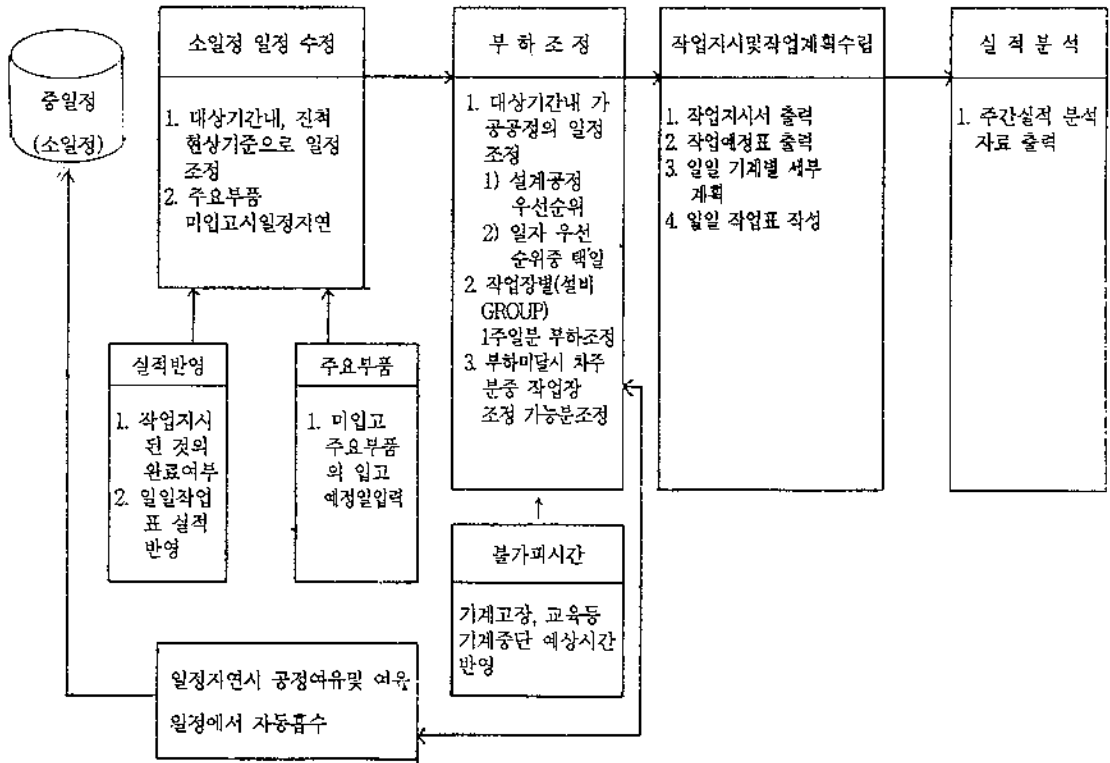 중일정
(소일정)
소일정 일정 수정
1. 대상기간내, 진척
현상기준으로 일정
조정
2. 주요부품
미입고시일정지연
부 하 조 정
1. 대상기간내 가
공공정의 일정
조정
1) 설계공정
우선순위
2) 일자 우선
순위중 택일
2. 작업장별(설비
GROUP)
1주일분 부하조정
3. 부하미달시 차주
분중 작업장
조정 가능분조정
작업지시및작업계획수립
1. 작업지시서 출력
2. 작업예정표 출력
3. 일일 기계별 세부
계획
4. 일일 작업표 작성
실 적 분 석
1. 주간실적 분석
자료 출력
실적반영
1. 작업지시
된 것의
완료여부
2. 일일작업
표 실적
반영
주요부품
1. 미입고
주요부품
의 입고
예정일입력
불가피시간
기계고장, 교육등
기계중단 예상시간
반영
일정지연시 공정여유및 여유
일정에서 자동흡수